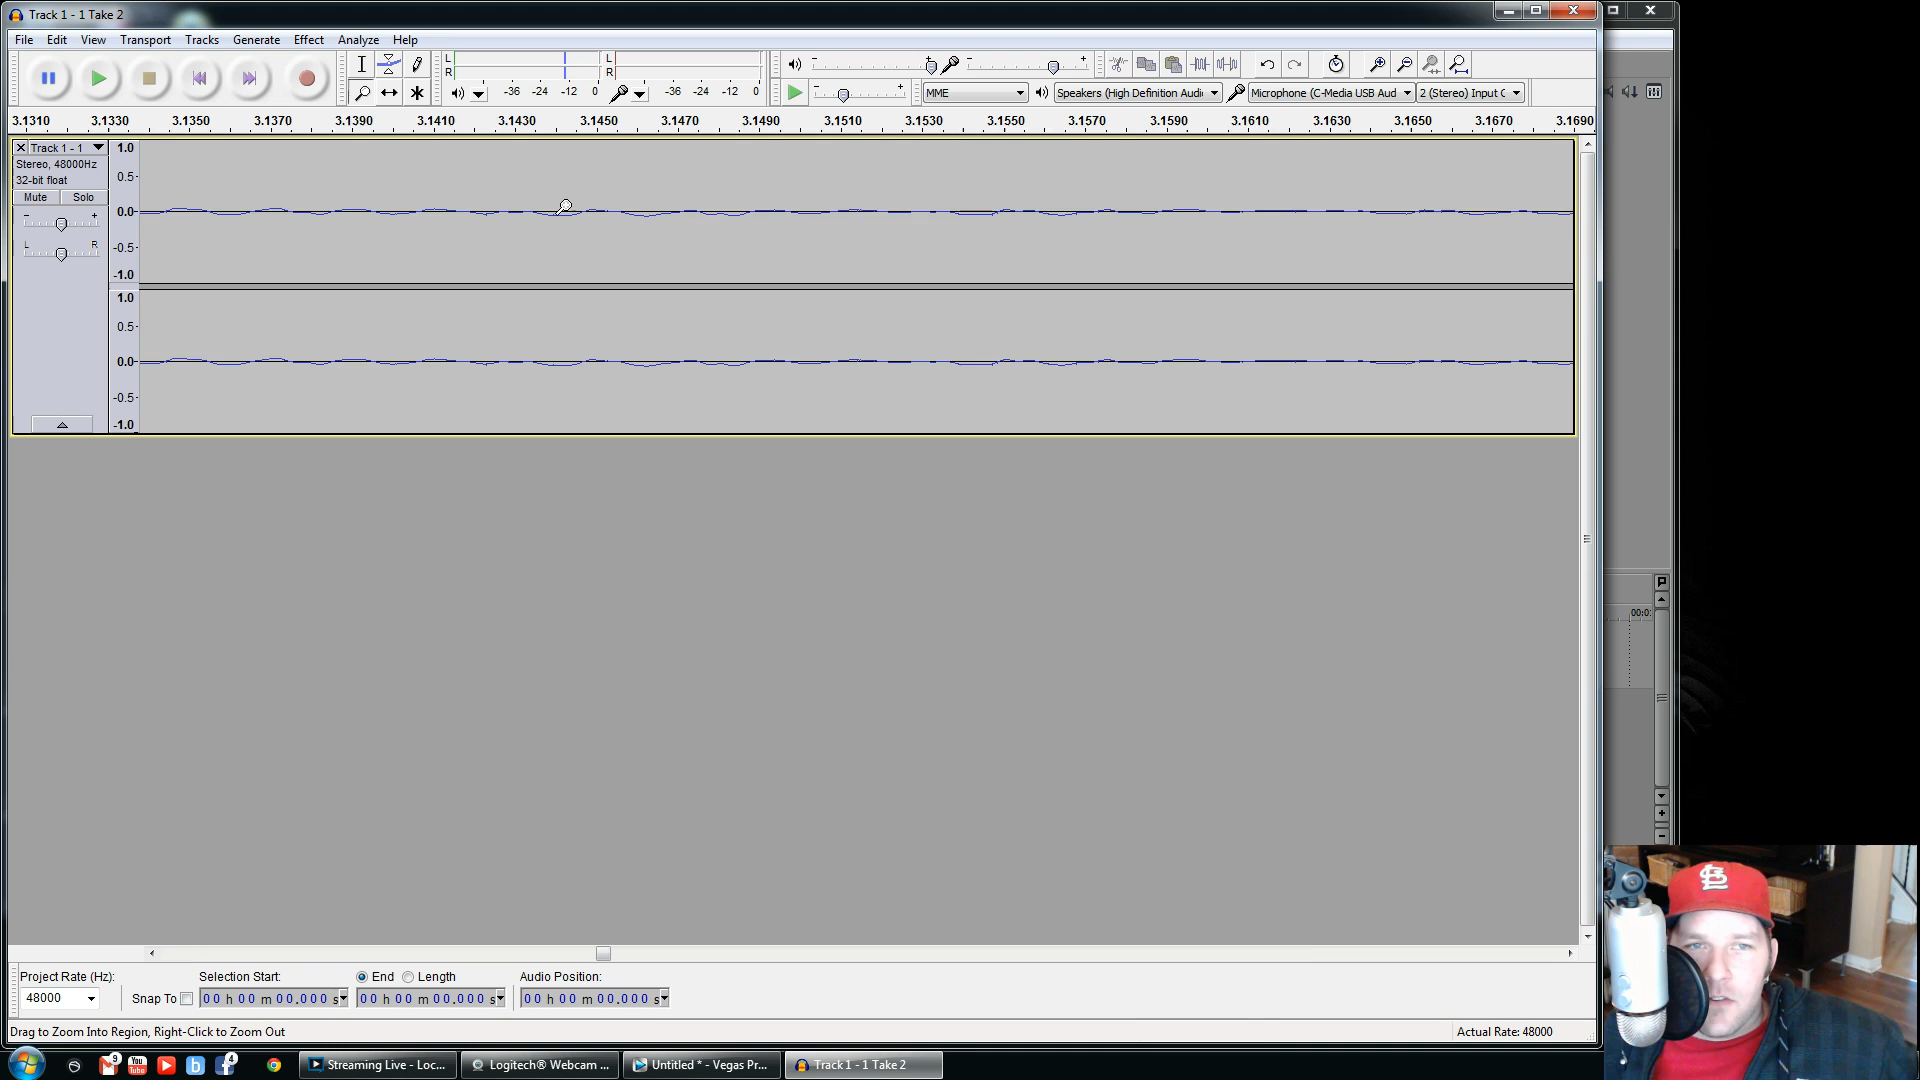 Track 1 - 1 Take 2
File Edit View Transport Tracks Generate Effect Analyze Help
L
R
-36 -24 -12 0
L
R
-36 -24 -12 0
MME
Speakers (High Definition Audi
Microphone (C-Media USB Aud
2 (Stereo) Input C
3.1310 3.1330 3.1350 3.1370 3.1390 3.1410 3.1430 3.1450 3.1470 3.1490 3.1510 3.1530 3.1550 3.1570 3.1590 3.1610 3.1630 3.1650 3.1670 3.1690
Track 1 - 1
Stereo, 48000Hz
32-bit float
Mute Solo
- +
L R
1.0
0.5-
0.0-
-0.5-
-1.0
1.0
0.5-
0.0-
-0.5-
-1.0
00:0:
Project Rate (Hz):
48000
Snap To
Selection Start:
00 h 00 m 00.000 s
End Length
00 h 00 m 00.000 s
Audio Position:
00 h 00 m 00.000 s
Drag to Zoom Into Region, Right-Click to Zoom Out
Actual Rate: 48000
9
You
Tube
b
f
4
Streaming Live - Loc...
Logitech® Webcam ...
Untitled * - Vegas Pr...
Track 1 - 1 Take 2